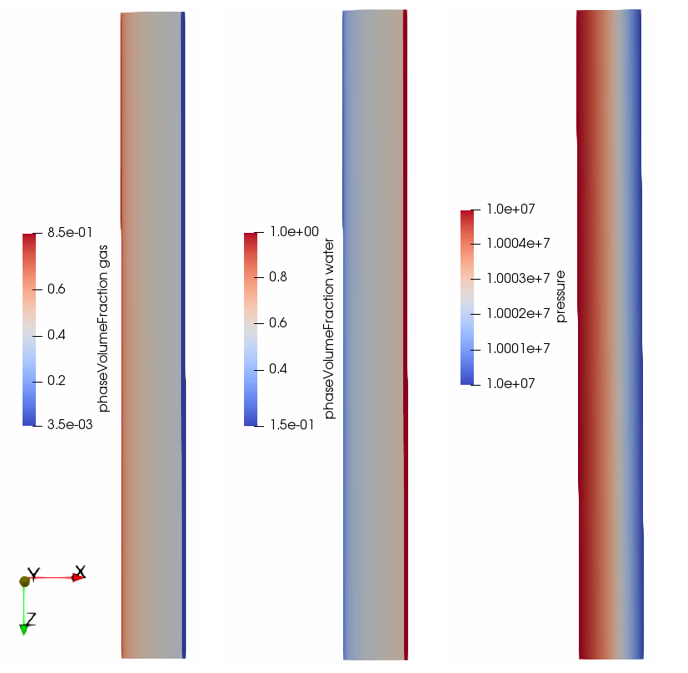 8.5e-01
0.6
0.4
0.2
3.5e-03
phaseVolumeFraction gas
1.0e+00
0.8
0.6
0.4
1.5e-01
phaseVolumeFraction water
1.0e+07
1.0004e+7
1.0003e+7
1.0002e+7
1.0001e+7
1.0e+07
pressure
Y
X
Z